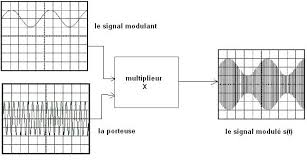 le signal modulant
multiplieur
X
la porteuse
le signal modulé s(t)